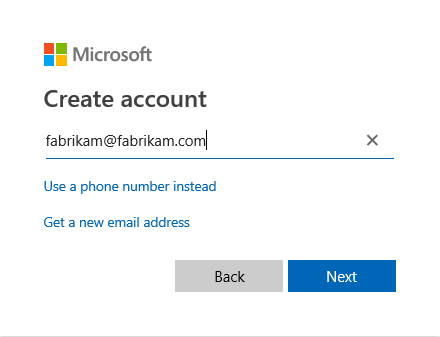 Microsoft
Create account
fabrikam@fabrikam.com
Use a phone number instead
Get a new email address
Back
Next